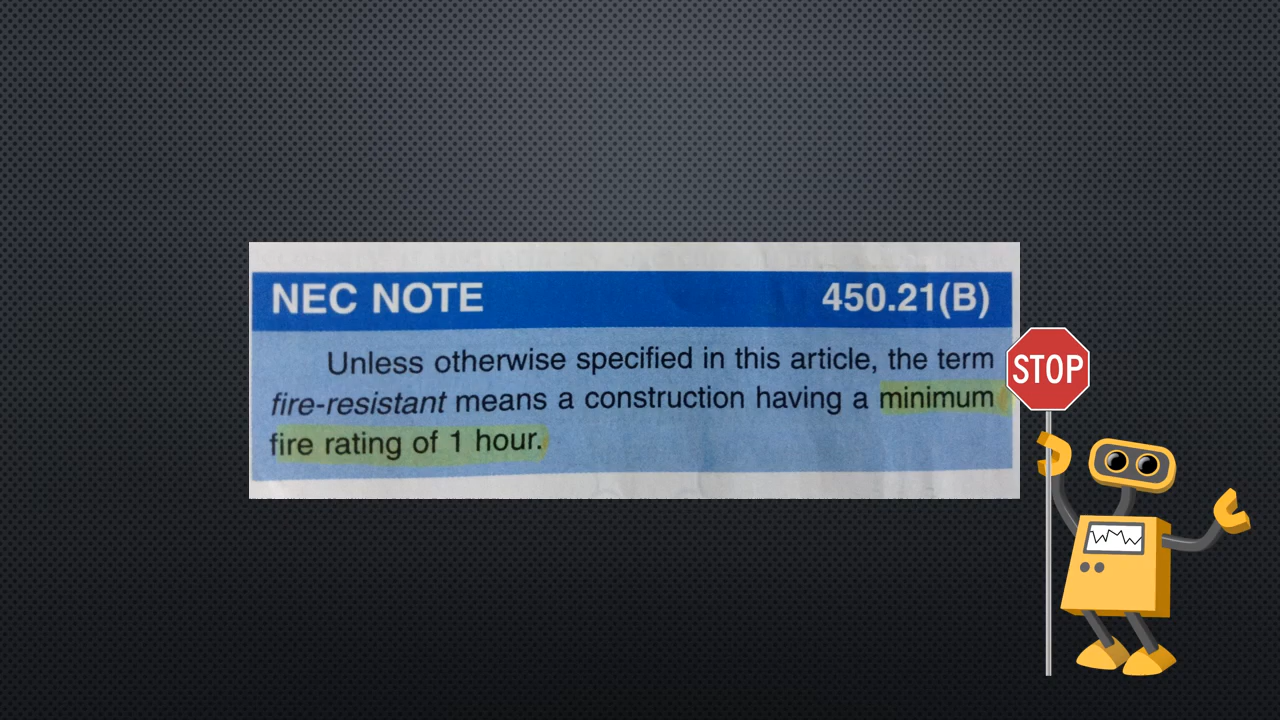 NEC NOTE 450.21(B)
Unless otherwise specified in this article, the term
fire-resistant means a construction having a minimum
fire rating of 1 hour.
STOP